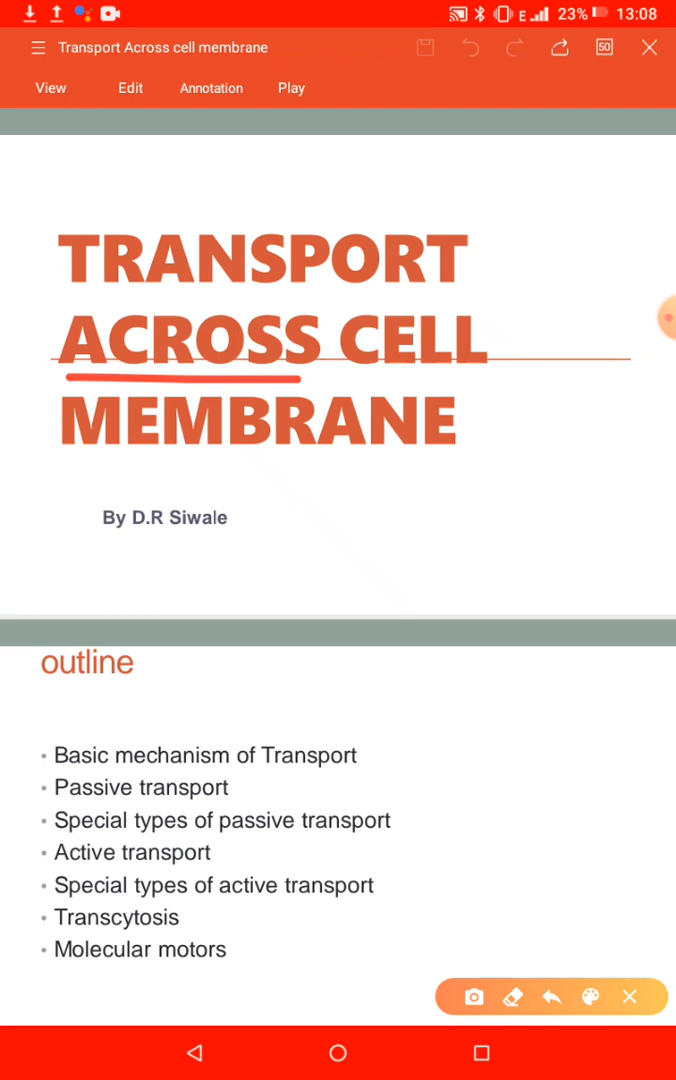 E 23% 13:08
Transport Across cell membrane
50
View Edit Annotation Play
TRANSPORT
ACROSS CELL
MEMBRANE
By D.R Siwale
outline
• Basic mechanism of Transport
• Passive transport
• Special types of passive transport
• Active transport
• Special types of active transport
• Transcytosis
• Molecular motors